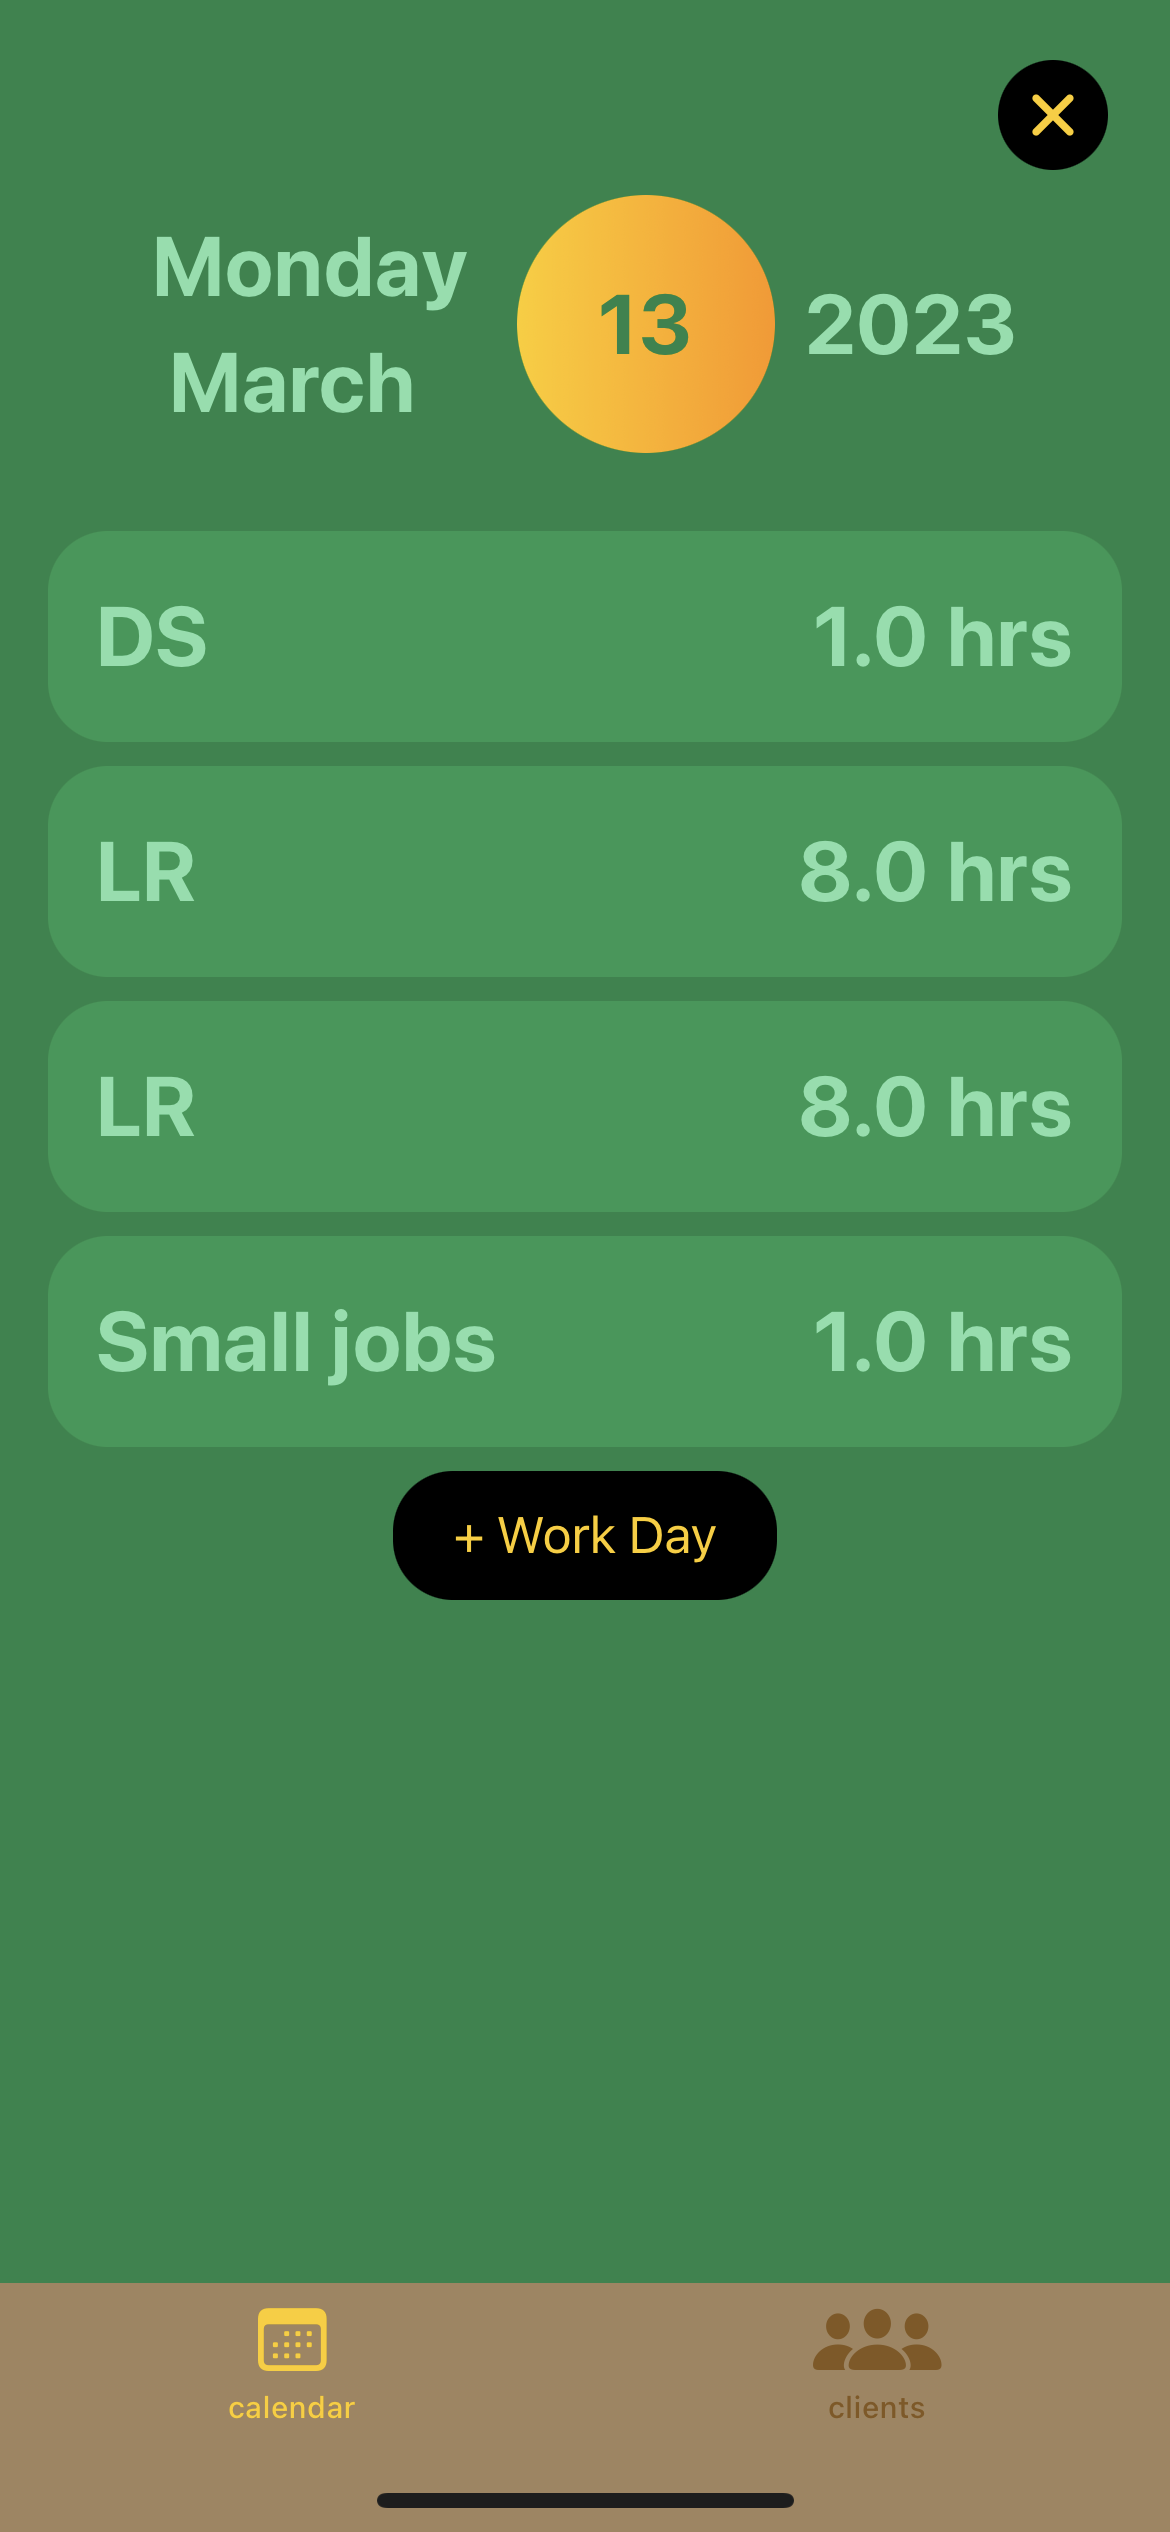 Monday
March
13
2023
DS 1.0 hrs
LR 8.0 hrs
LR 8.0 hrs
Small jobs 1.0 hrs
+ Work Day
calendar
clients